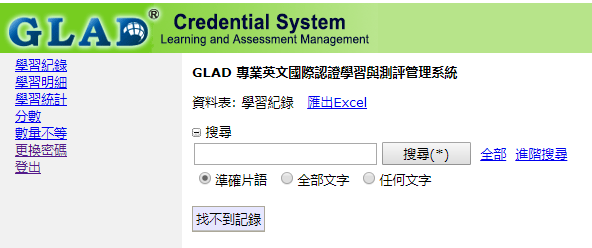 GLAD® Credential System
Learning and Assessment Management
學習紀錄
學習明細
學習統計
分數
數量不等
更換密碼
登出
GLAD 專業英文國際認證學習與測評管理系統
資料表: 學習紀錄 匯出Excel
搜尋
搜尋(*) 全部 進階搜尋
準確片語 全部文字 任何文字
找不到記錄